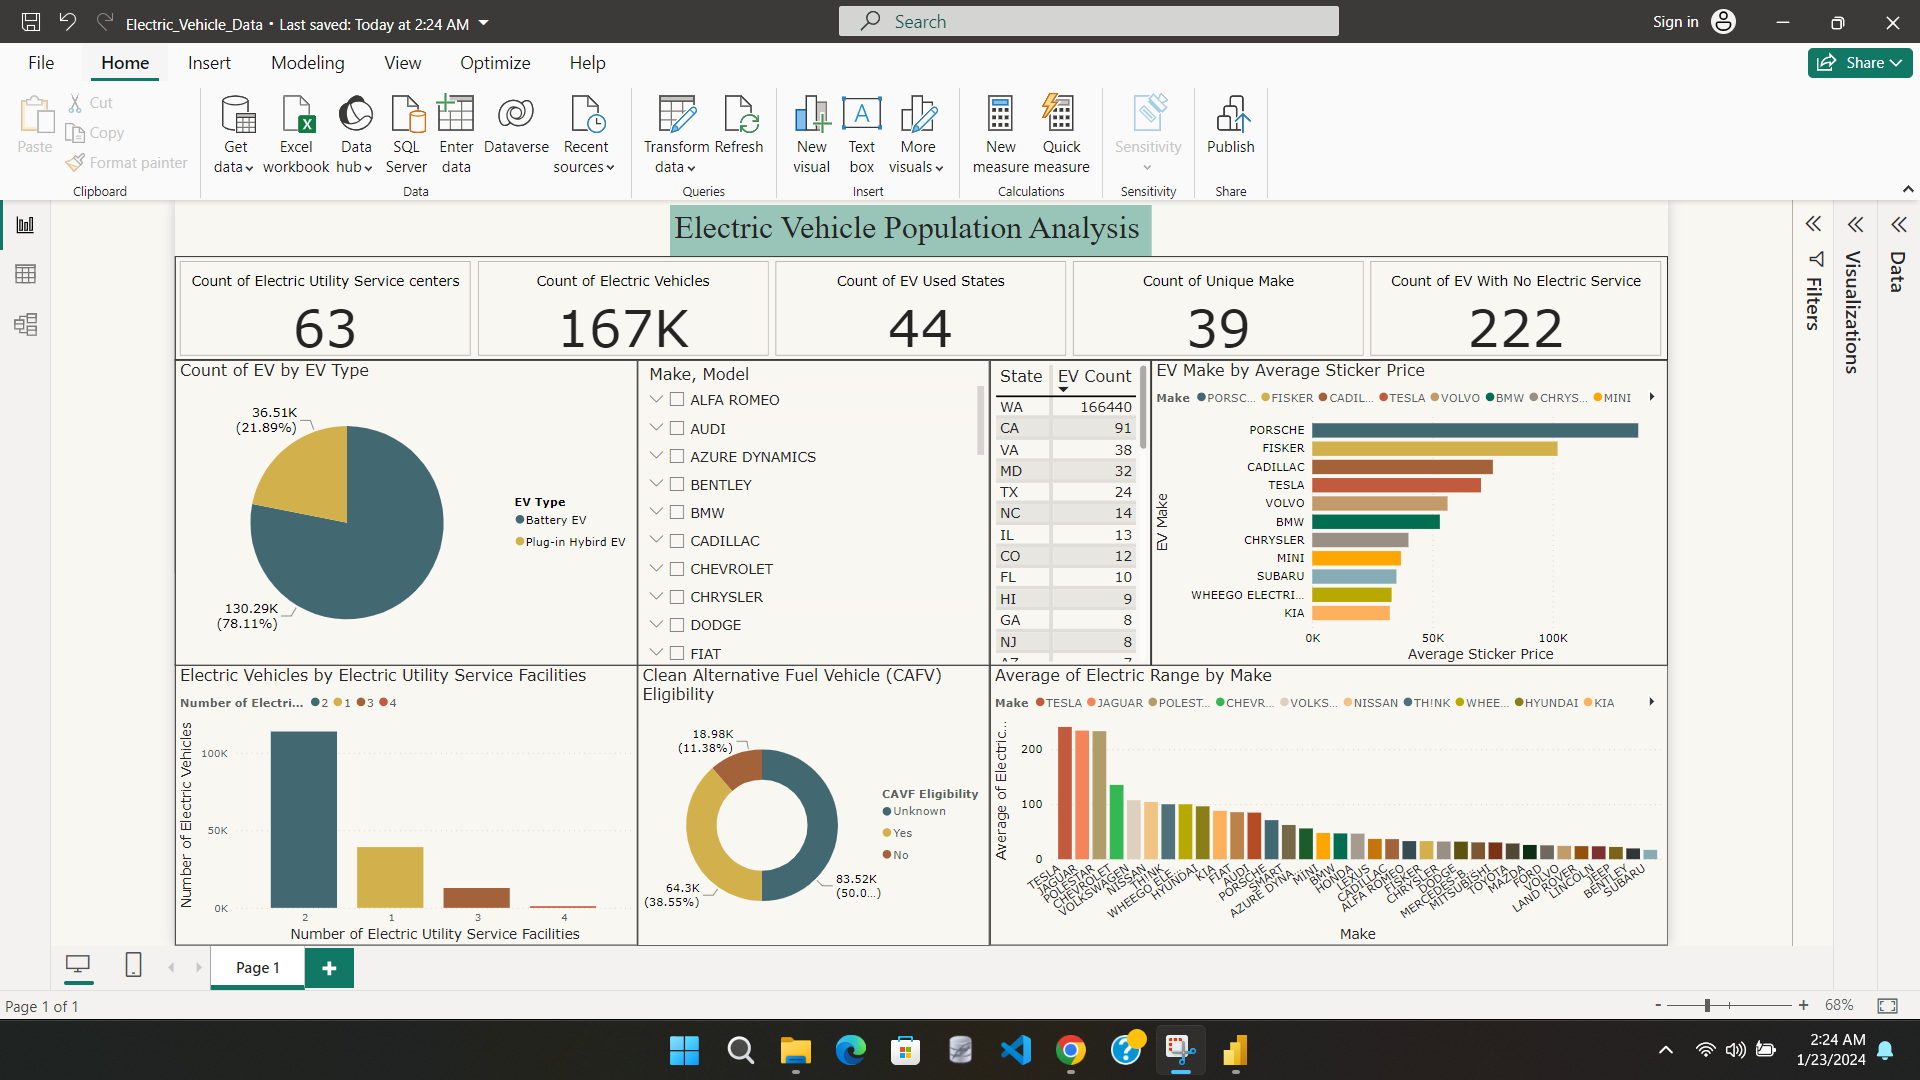 Electric_Vehicle_Data • Last saved: Today at 2:24 AM
Search
Sign in
File Home Insert Modeling View Optimize Help
Share
Paste
Cut
Copy
Format painter
Clipboard
Get data
Excel workbook
Data hub
SQL Server
Enter data
Dataverse
Recent sources
Data
Transform data
Refresh
Queries
New visual
Text box
More visuals
Insert
New measure
Quick measure
Calculations
Sensitivity
Sensitivity
Publish
Share
Electric Vehicle Population Analysis
Count of Electric Utility Service centers
63
Count of Electric Vehicles
167K
Count of EV Used States
44
Count of Unique Make
39
Count of EV With No Electric Service
222
Count of EV by EV Type
36.51K
(21.89%)
130.29K
(78.11%)
EV Type
Battery EV
Plug-in Hybird EV
Make, Model
ALFA ROMEO
AUDI
AZURE DYNAMICS
BENTLEY
BMW
CADILLAC
CHEVROLET
CHRYSLER
DODGE
FIAT
State EV Count
WA 166440
CA 91
VA 38
MD 32
TX 24
NC 14
IL 13
CO 12
FL 10
HI 9
GA 8
NJ 8
EV Make by Average Sticker Price
Make PORSC... FISKER CADIL... TESLA VOLVO BMW CHRYS... MINI
EV Make
PORSCHE
FISKER
CADILLAC
TESLA
VOLVO
BMW
CHRYSLER
MINI
SUBARU
WHEEGO ELECTRI...
KIA
0K 50K 100K
Average Sticker Price
Electric Vehicles by Electric Utility Service Facilities
Number of Electri... 2 1 3 4
Number of Electric Vehicles
100K
50K
0K
2 1 3 4
Number of Electric Utility Service Facilities
Clean Alternative Fuel Vehicle (CAFV)
Eligibility
18.98K
(11.38%)
64.3K
(38.55%)
83.52K
(50.0...)
CAVF Eligibility
Unknown
Yes
No
Average of Electric Range by Make
Make TESLA JAGUAR POLEST... CHEVR... VOLKS... NISSAN TH!NK WHEE... HYUNDAI KIA
Average of Electric...
200
100
0
TESLA JAGUAR POLESTAR CHEVROLET VOLKSWAGEN NISSAN TH!NK WHEEGO ELE... HYUNDAI KIA FIAT AUDI PORSCHE SMART AZURE DYNA... MINI BMW HONDA LEXUS CADILLAC ALFA ROMEO FISKER CHRYSLER DODGE MERCEDES-B... MITSUBISHI TOYOTA MAZDA FORD VOLVO LAND ROVER LINCOLN JEEP BENTLEY SUBARU
Make
Filters
Visualizations
Data
Page 1
Page 1 of 1
68%
2:24 AM
1/23/2024